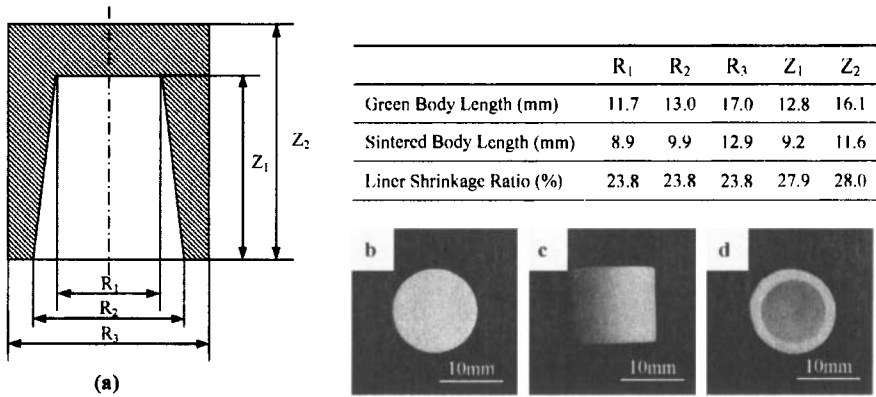 Z₁
Z₂
R₁
R₂
R₃
(a)
R₁ R₂ R₃ Z₁ Z₂
Green Body Length (mm) 11.7 13.0 17.0 12.8 16.1
Sintered Body Length (mm) 8.9 9.9 12.9 9.2 11.6
Liner Shrinkage Ratio (%) 23.8 23.8 23.8 27.9 28.0
b c d
10mm 10mm 10mm